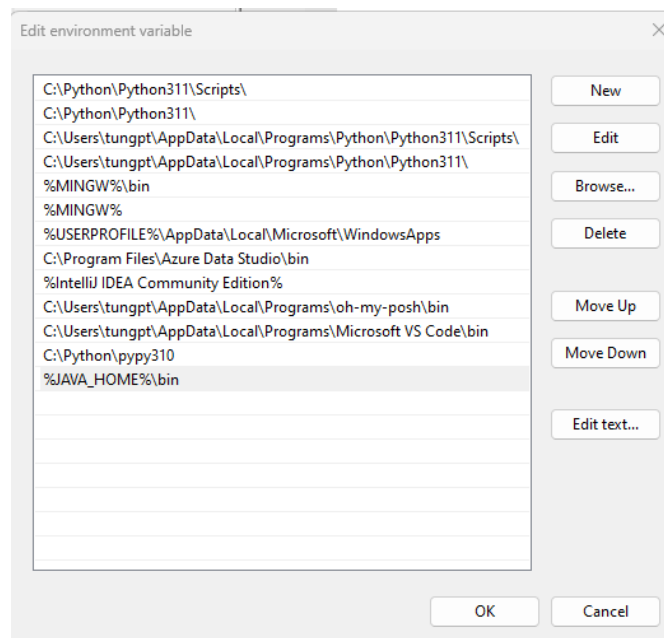 Edit environment variable
C:\Python\Python311\Scripts\
C:\Python\Python311\
C:\Users\tungpt\AppData\Local\Programs\Python\Python311\Scripts\
C:\Users\tungpt\AppData\Local\Programs\Python\Python311\
%MINGW%\bin
%MINGW%
%USERPROFILE%\AppData\Local\Microsoft\WindowsApps
C:\Program Files\Azure Data Studio\bin
%IntelliJ IDEA Community Edition%
C:\Users\tungpt\AppData\Local\Programs\oh-my-posh\bin
C:\Users\tungpt\AppData\Local\Programs\Microsoft VS Code\bin
C:\Python\pypy310
%JAVA_HOME%\bin
New
Edit
Browse...
Delete
Move Up
Move Down
Edit text...
OK
Cancel